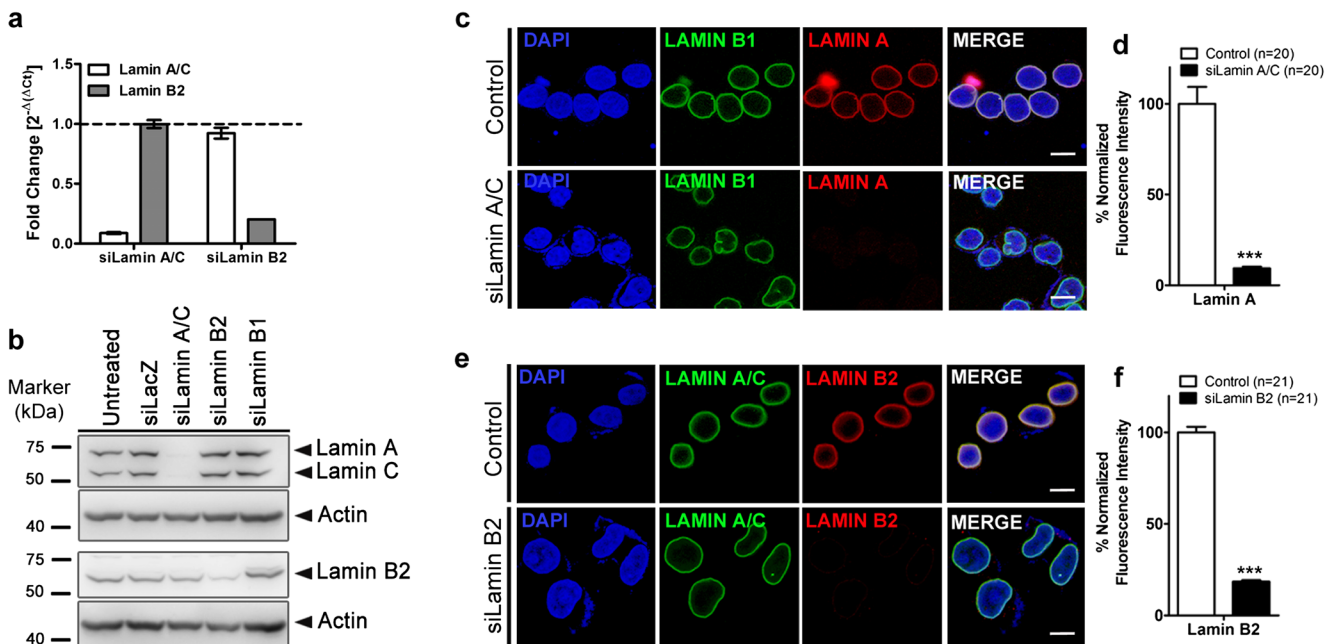 a
Fold Change [2^-Δ(ΔCt)]
1.5
1.0
0.5
0.0
Lamin A/C
Lamin B2
siLamin A/C
siLamin B2
b
Marker
(kDa)
Untreated
siLacZ
siLamin A/C
siLamin B2
siLamin B1
75
50
Lamin A
Lamin C
40
Actin
75
50
Lamin B2
40
Actin
c
Control
DAPI
LAMIN B1
LAMIN A
MERGE
siLamin A/C
DAPI
LAMIN B1
LAMIN A
MERGE
d
Control (n=20)
siLamin A/C (n=20)
% Normalized
Fluorescence Intensity
100
50
0
***
Lamin A
e
Control
DAPI
LAMIN A/C
LAMIN B2
MERGE
siLamin B2
DAPI
LAMIN A/C
LAMIN B2
MERGE
f
Control (n=21)
siLamin B2 (n=21)
% Normalized
Fluorescence Intensity
100
50
0
***
Lamin B2